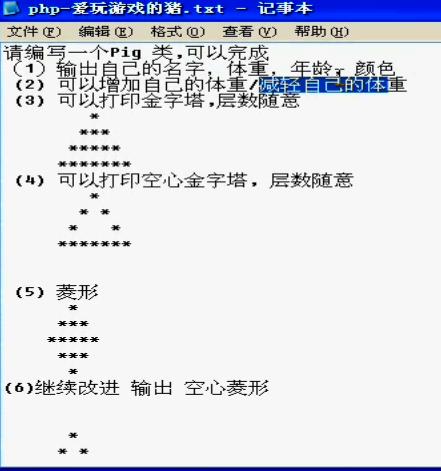 php-爱玩游戏的猪.txt - 记事本
文件(F) 编辑(E) 格式(O) 查看(V) 帮助(H)
请编写一个Pig 类,可以完成
(1) 输出自己的名字, 体重, 年龄, 颜色
(2) 可以增加自己的体重/减轻自己的体重
(3) 可以打印金字塔,层数随意
*
***
*****
*******
(4) 可以打印空心金字塔, 层数随意
*
* *
*   *
*******
(5) 菱形
*
***
*****
***
*
(6)继续改进 输出 空心菱形
*
* *